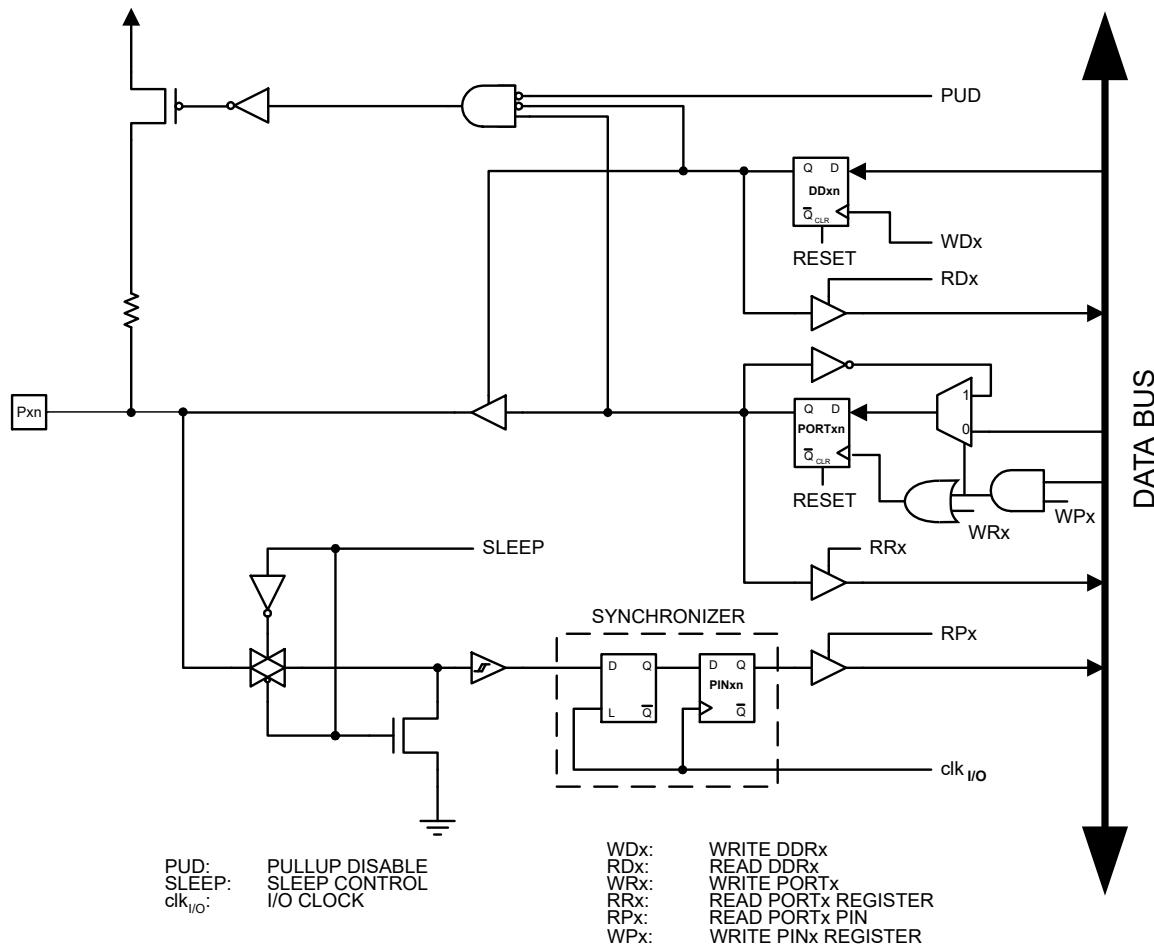 PUD
Q D
DDxn
Q CLR
WDx
RESET
RDx
Pxn
1
Q D
PORTxn
0
Q CLR
RESET
WRx
WPx
DATA BUS
SLEEP
RRx
SYNCHRONIZER
RPx
D Q
D Q
PINxn
L Q
Q
clk I/O
PUD: PULLUP DISABLE
SLEEP: SLEEP CONTROL
clkI/O: I/O CLOCK
WDx: WRITE DDRx
RDx: READ DDRx
WRx: WRITE PORTx
RRx: READ PORTx REGISTER
RPx: READ PORTx PIN
WPx: WRITE PINx REGISTER